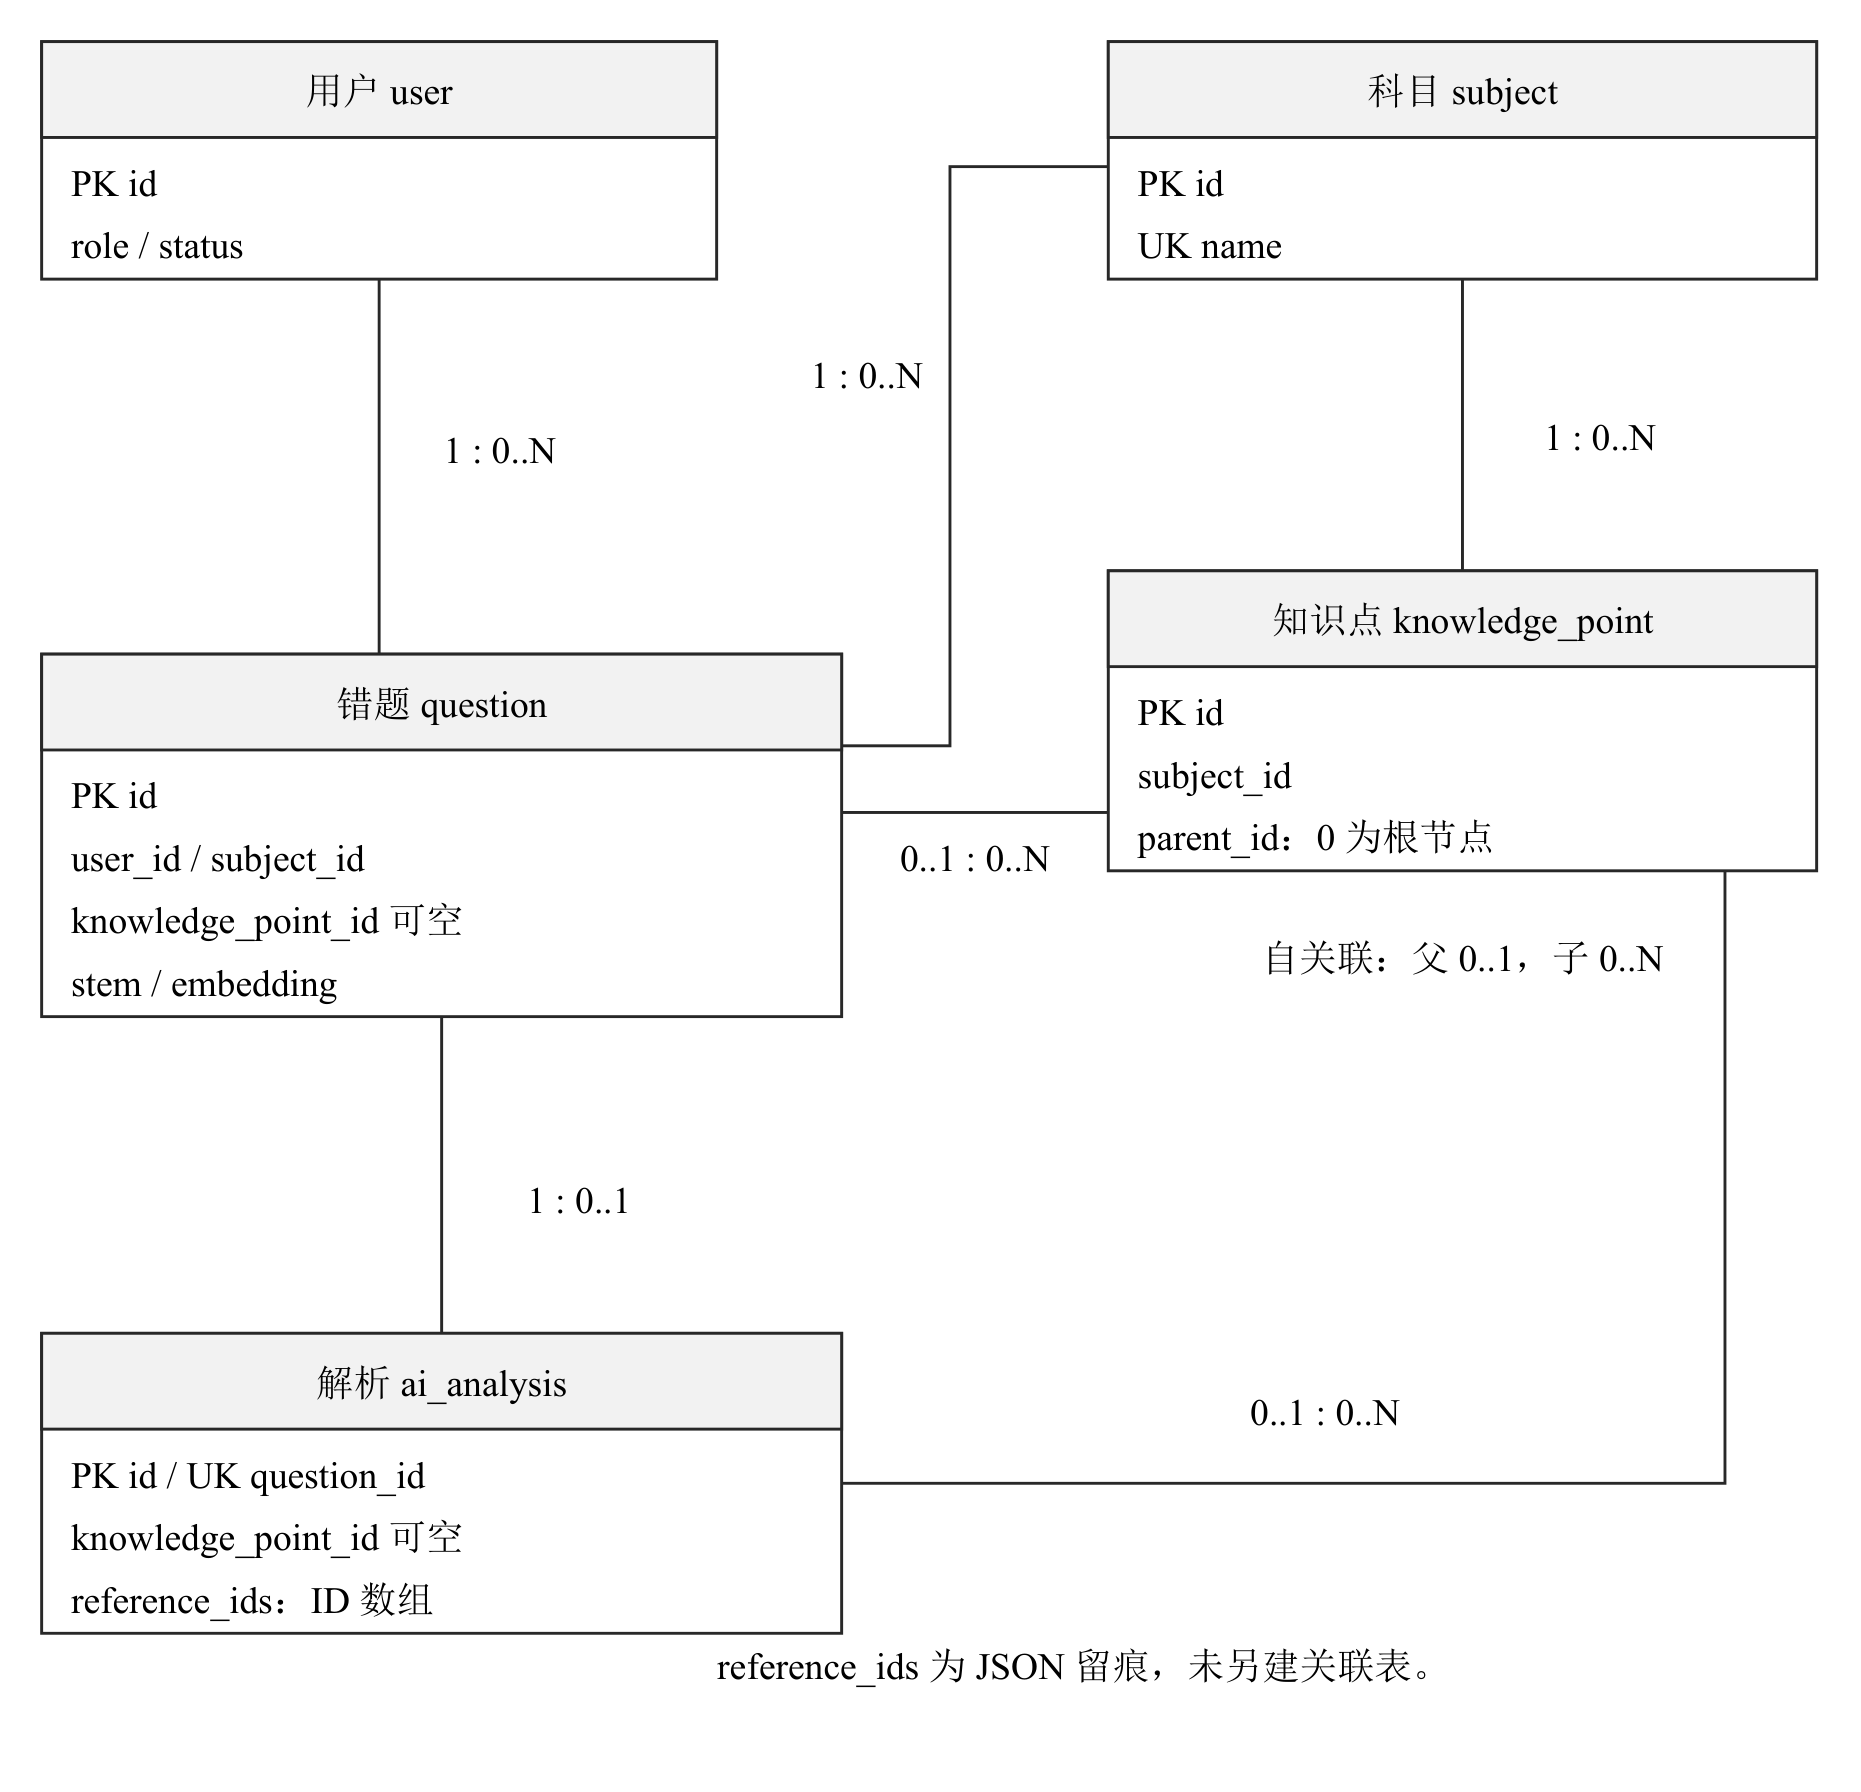 用户 user
PK id
role / status
科目 subject
PK id
UK name
1 : 0..N
1 : 0..N
1 : 0..N
知识点 knowledge_point
PK id
subject_id
parent_id：0 为根节点
错题 question
PK id
user_id / subject_id
knowledge_point_id 可空
stem / embedding
0..1 : 0..N
自关联：父 0..1，子 0..N
1 : 0..1
解析 ai_analysis
PK id / UK question_id
knowledge_point_id 可空
reference_ids：ID 数组
0..1 : 0..N
reference_ids 为 JSON 留痕，未另建关联表。